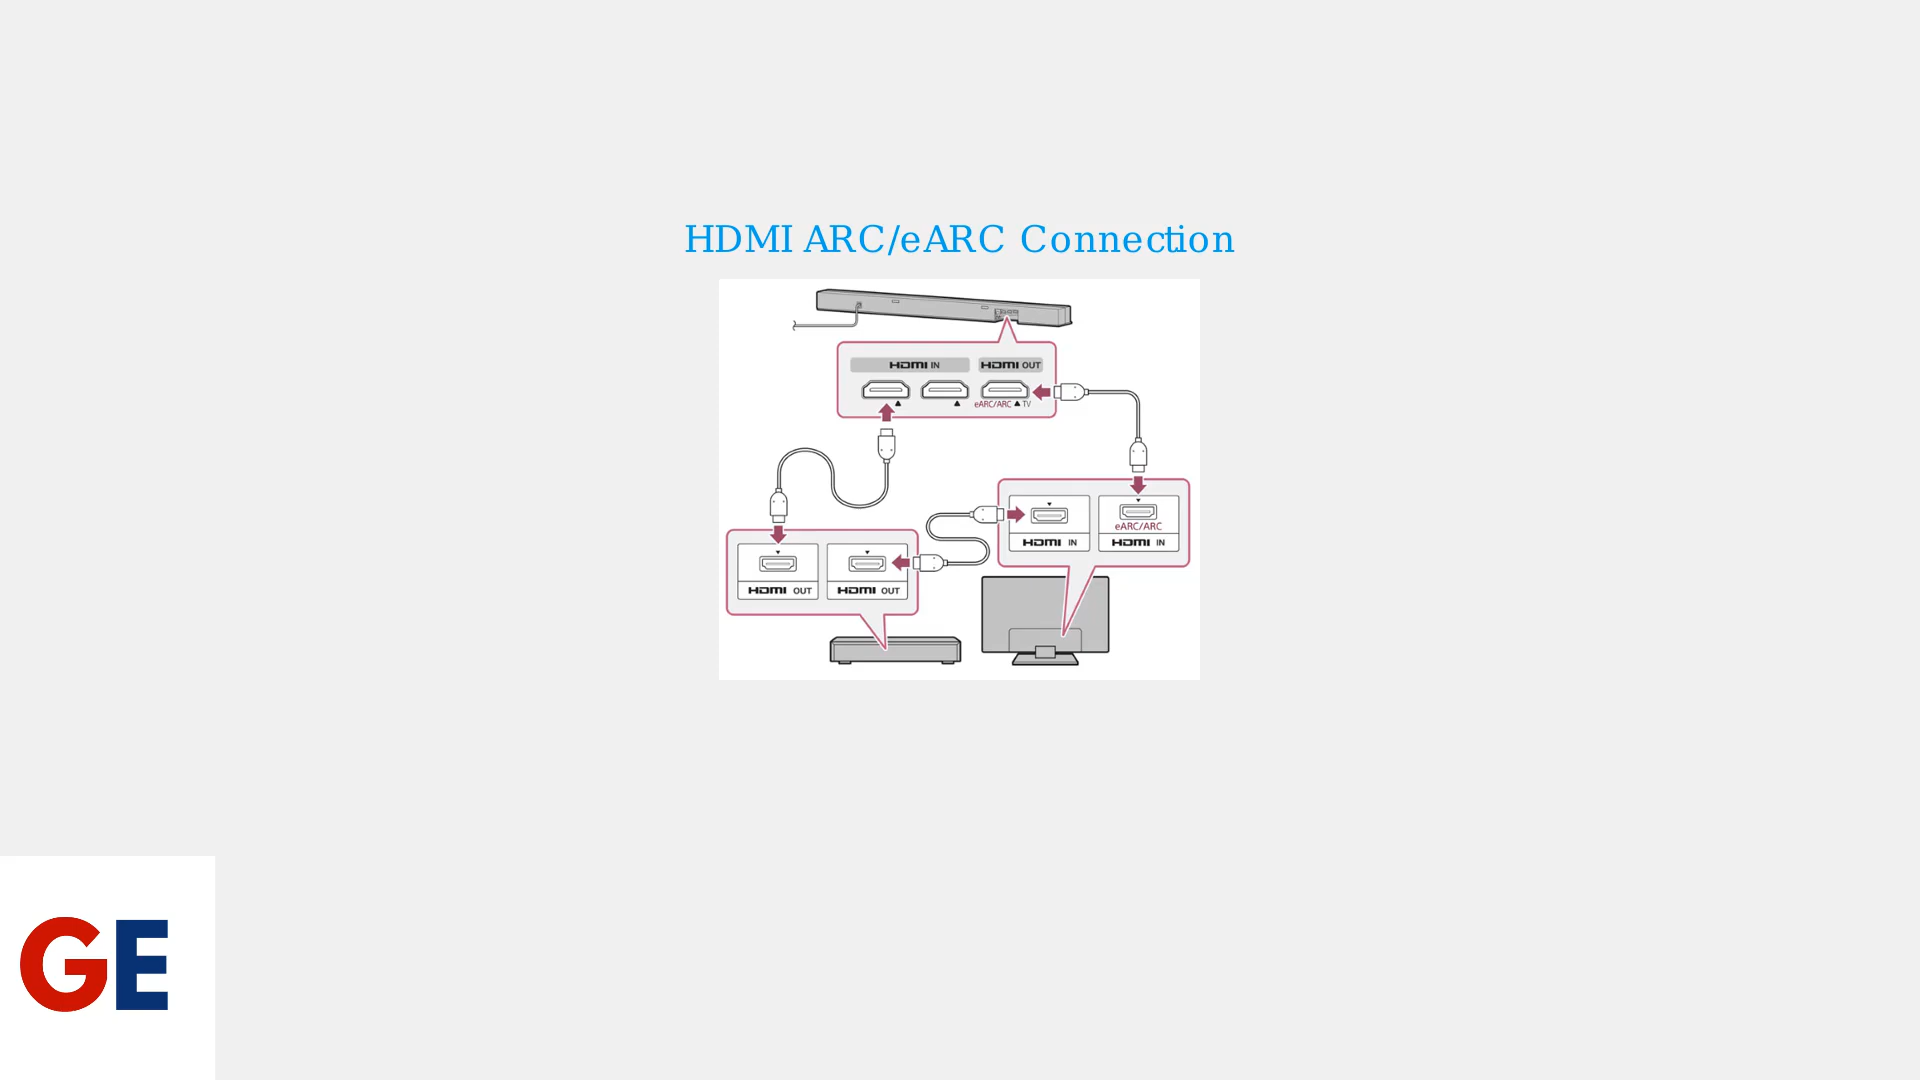 HDMI ARC/eARC Connection
HDMI IN HDMI OUT
eARC/ARC ▲ TV
eARC/ARC
HDMI IN HDMI IN
HDMI OUT HDMI OUT
GE